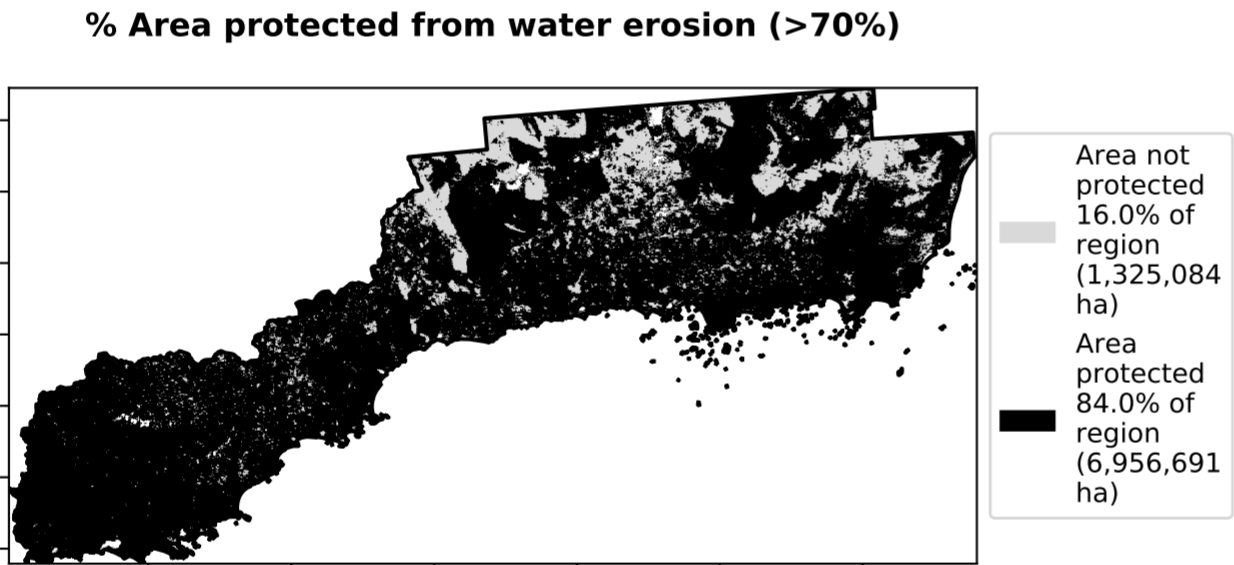 % Area protected from water erosion (>70%)
Area not
protected
16.0% of
region
(1,325,084
ha)
Area
protected
84.0% of
region
(6,956,691
ha)